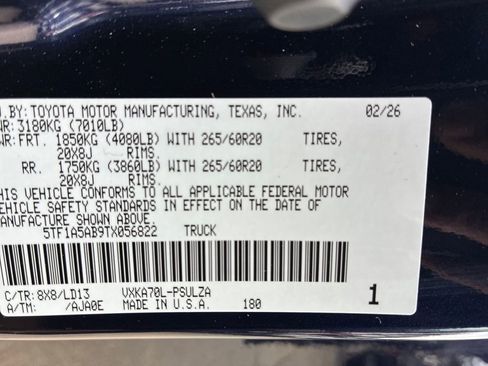 .BY: TOYOTA MOTOR MANUFACTURING, TEXAS, INC. 02/26
WR: 3180KG (7010LB)
WR: FRT. 1850KG (4080LB) WITH 265/60R20 TIRES,
20X8J RIMS
RR. 1750KG (3860LB) WITH 265/60R20 TIRES,
20X8J RIMS
THIS VEHICLE CONFORMS TO ALL APPLICABLE FEDERAL MOTOR
VEHICLE SAFETY STANDARDS IN EFFECT ON THE DATE OF
MANUFACTURE SHOWN ABOVE.
5TF1A5AB9TX056822 TRUCK
C/TR: 8X8/LD13 VXKA70L-PSULZA
A/TM: /AJA0E MADE IN U.S.A. 180 1